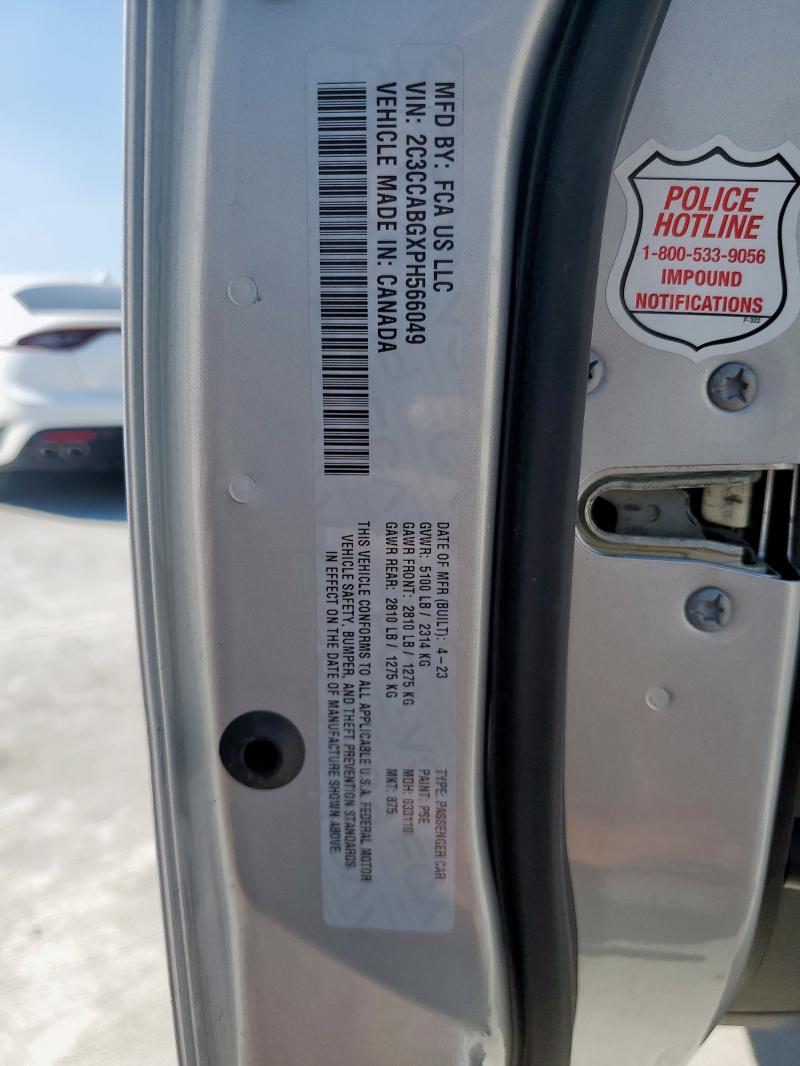 MFD BY: FCA US LLC
VIN: 2C3CCABGXPH566049
VEHICLE MADE IN: CANADA
DATE OF MFR (BUILT): 4-23
GVWR: 5100 LB / 2314 KG
GAWR FRONT: 2810 LB / 1275 KG
GAWR REAR: 2810 LB / 1275 KG
THIS VEHICLE CONFORMS TO ALL APPLICABLE U.S.A. FEDERAL MOTOR
VEHICLE SAFETY, BUMPER, AND THEFT PREVENTION STANDARDS
IN EFFECT ON THE DATE OF MANUFACTURE SHOWN ABOVE.
TYPE: PASSENGER CAR
PAINT: PSE
MDH: 033118
MKT: 875
POLICE
HOTLINE
1-800-533-9056
IMPOUND
NOTIFICATIONS
F-322